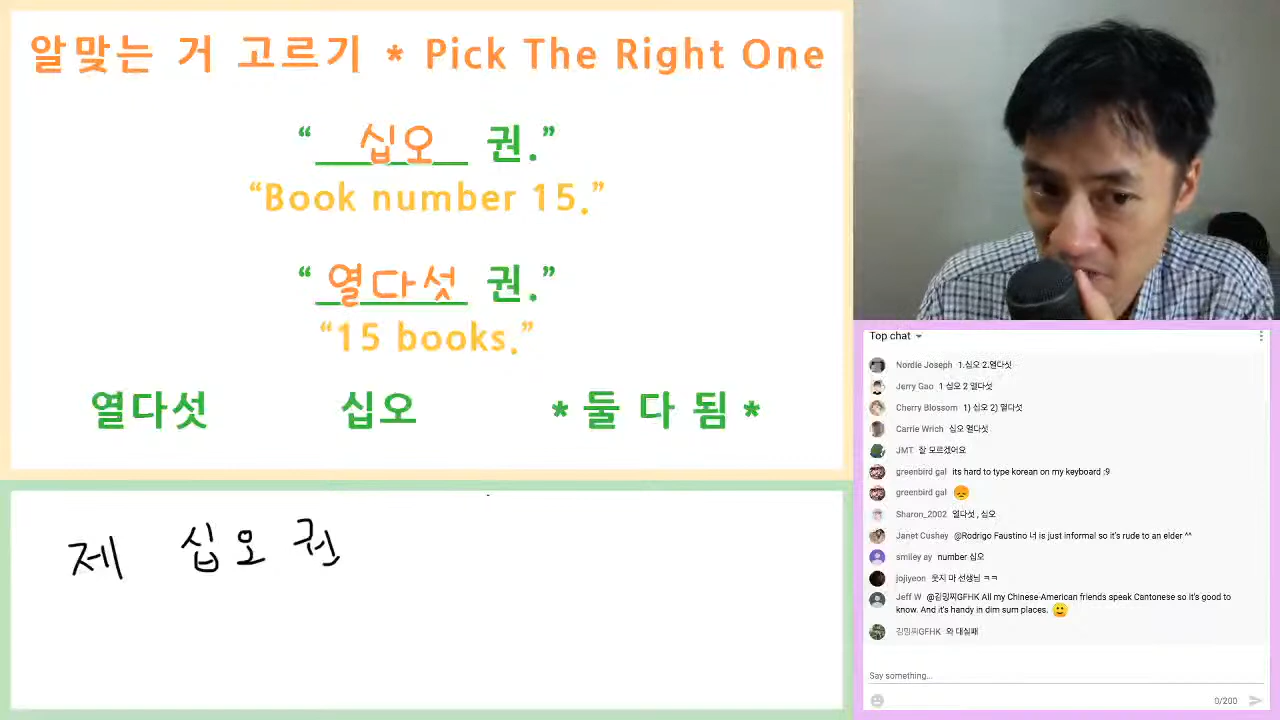 알맞는 거 고르기 * Pick The Right One
“ 십오 권.”
“Book number 15.”
“ 열다섯 권.”
“15 books.”
열다섯 십오 * 둘 다 됨 *
제 십오 권
Top chat
Nordie Joseph 1.십오 2.열다섯
Jerry Gao 1 십오 2 열다섯
Cherry Blossom 1) 십오 2) 열다섯
Carrie Wrich 십오 열다섯
JMT 잘 모르겠어요
greenbird gal its hard to type korean on my keyboard :9
greenbird gal 😞
Sharon_2002 열다섯 , 십오
Janet Cushey @Rodrigo Faustino 너 is just informal so it's rude to an elder ^^
smiley ay number 십오
jojiyeon 웃지 마 선생님 ㅋㅋ
Jeff W @김밍찌GFHK All my Chinese-American friends speak Cantonese so it's good to
know. And it's handy in dim sum places. 🙂
김밍찌GFHK 와 대실패
Say something...
0/200